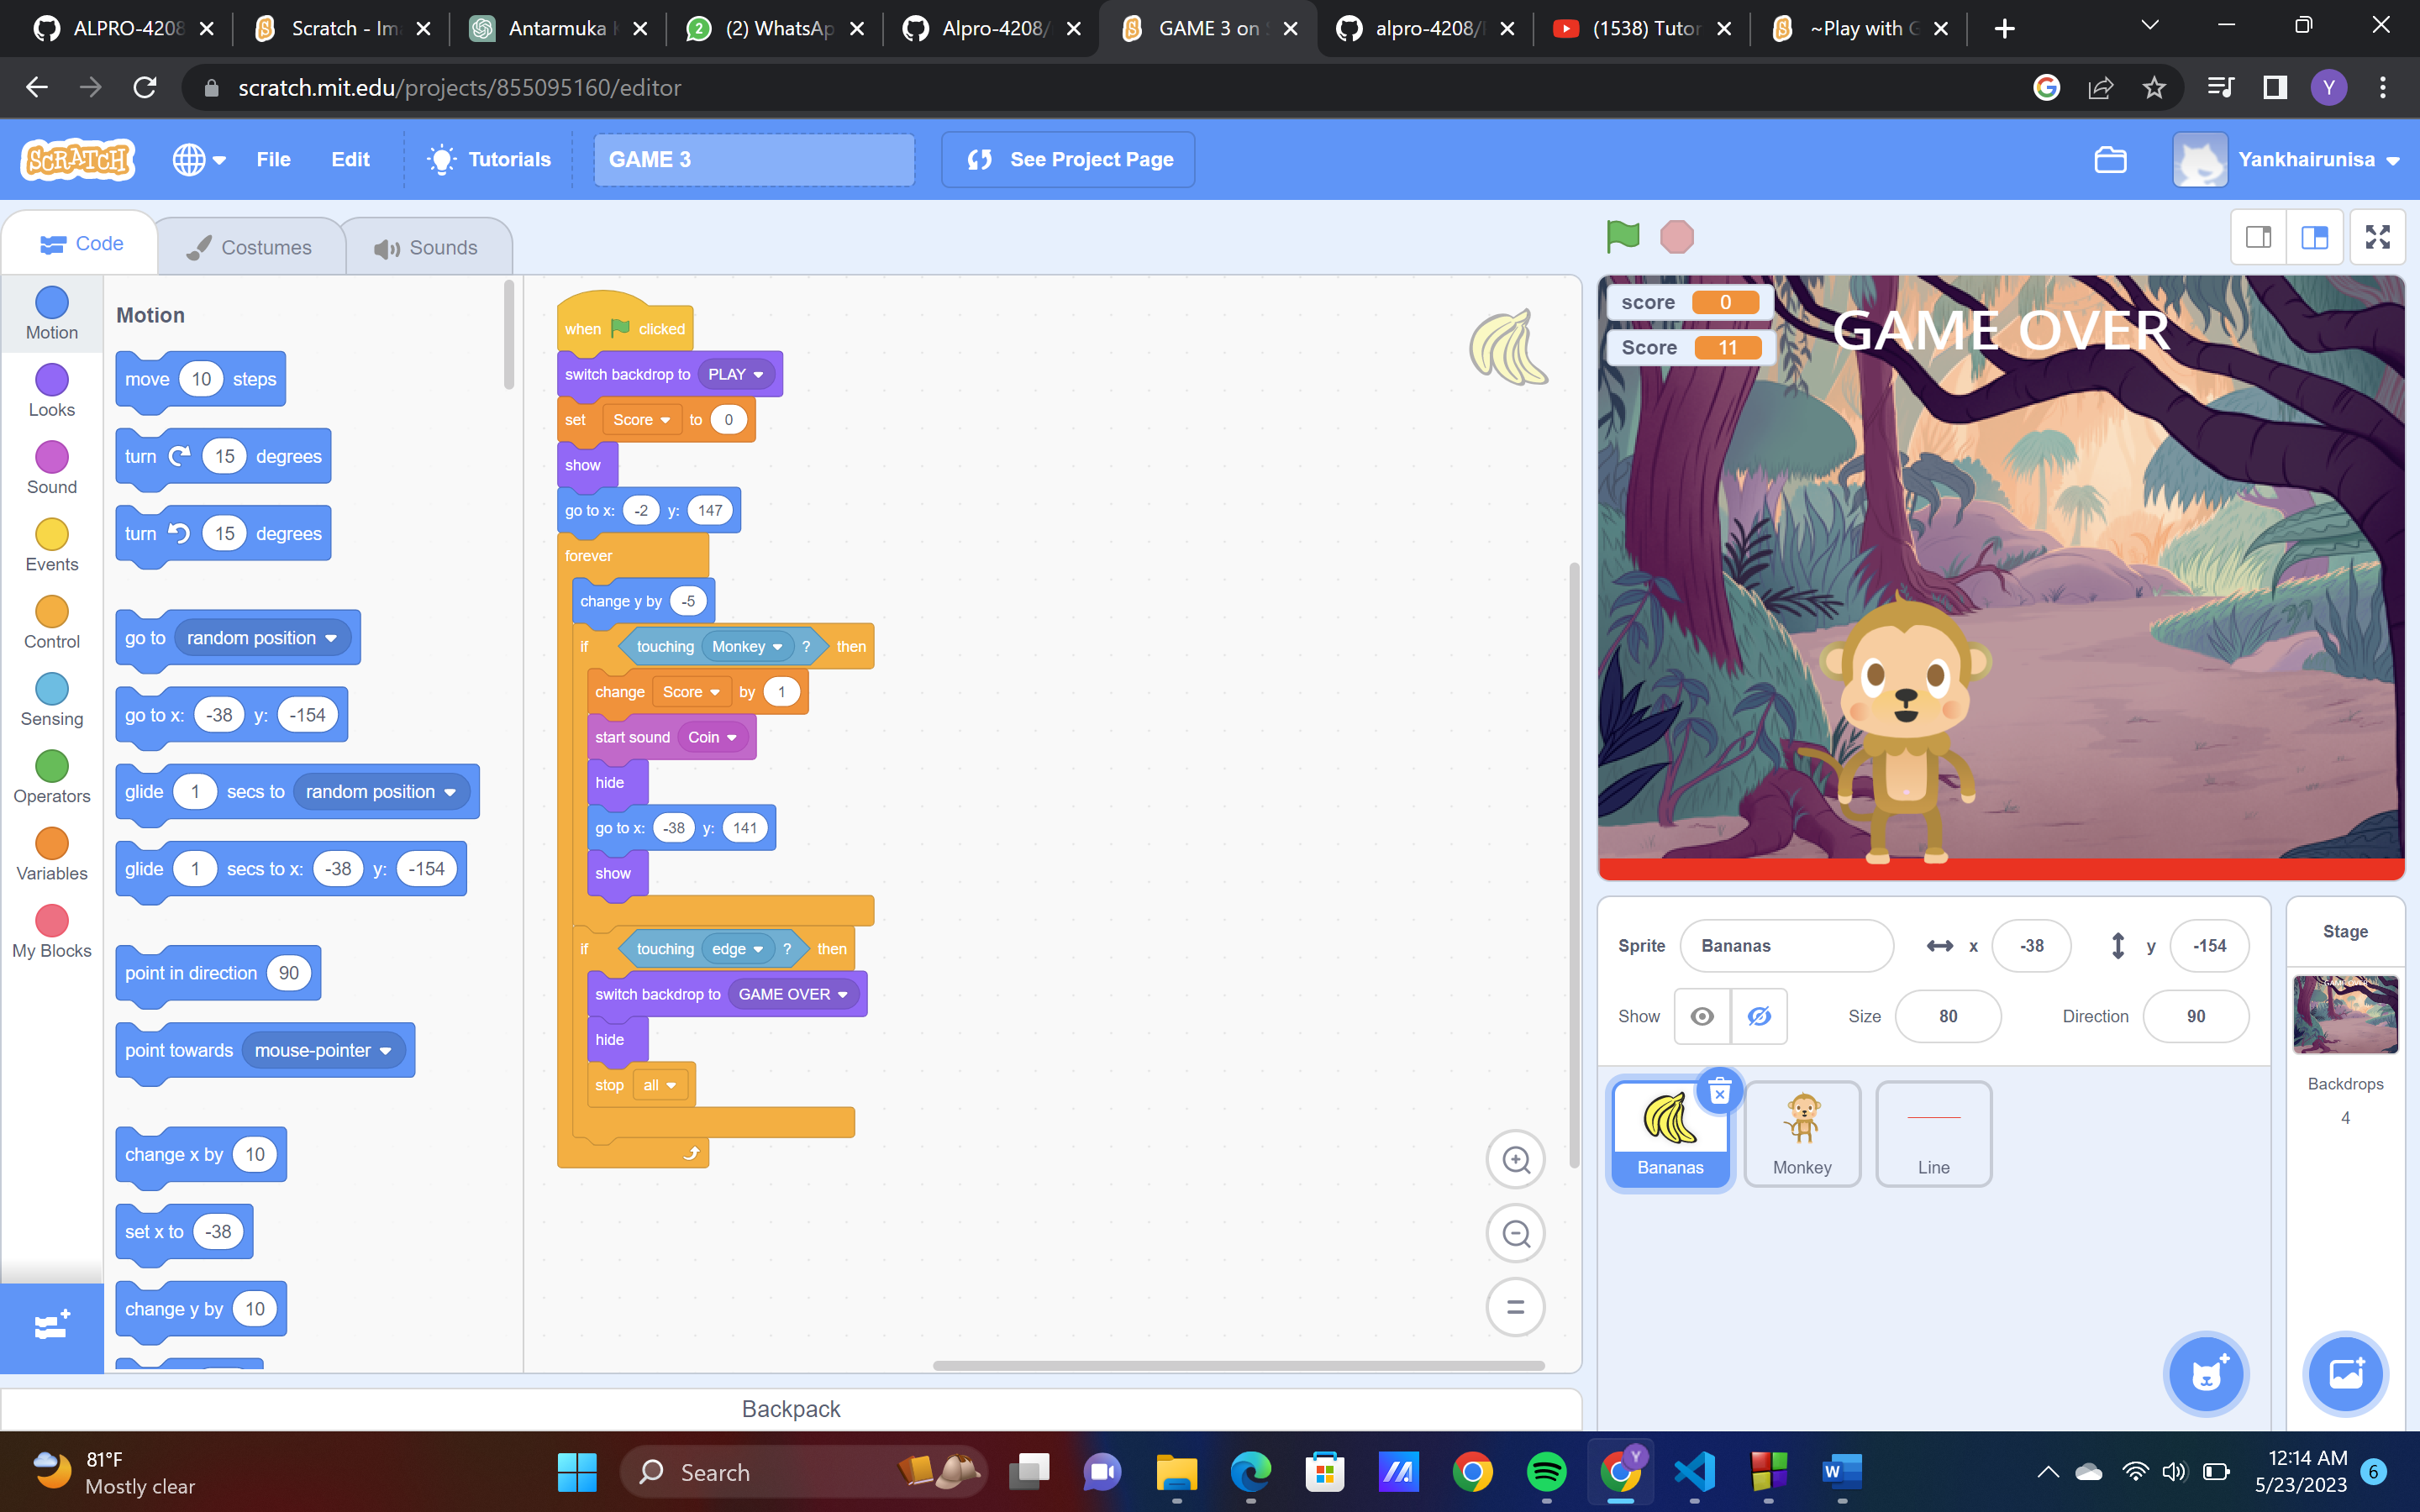 ALPRO-4208
Scratch - Im
Antarmuka
(2) WhatsAp
Alpro-4208/
GAME 3 on
alpro-4208/
(1538) Tutor
~Play with
scratch.mit.edu/projects/855095160/editor
Y
SCRATCH
File
Edit
Tutorials
GAME 3
See Project Page
Yankhairunisa
Code
Costumes
Sounds
Motion
Looks
Sound
Events
Control
Sensing
Operators
Variables
My Blocks
Motion
move 10 steps
turn 15 degrees
turn 15 degrees
go to random position
go to x: -38 y: -154
glide 1 secs to random position
glide 1 secs to x: -38 y: -154
point in direction 90
point towards mouse-pointer
change x by 10
set x to -38
change y by 10
when clicked
switch backdrop to PLAY
set Score to 0
show
go to x: -2 y: 147
forever
change y by -5
if touching Monkey ? then
change Score by 1
start sound Coin
hide
go to x: -38 y: 141
show
if touching edge ? then
switch backdrop to GAME OVER
hide
stop all
Backpack
score 0
Score 11
GAME OVER
Sprite Bananas x -38 y -154
Show Size 80 Direction 90
Bananas
Monkey
Line
Stage
GAME OVER
Backdrops
4
81°F
Mostly clear
Search
Y
W
12:14 AM
5/23/2023
6